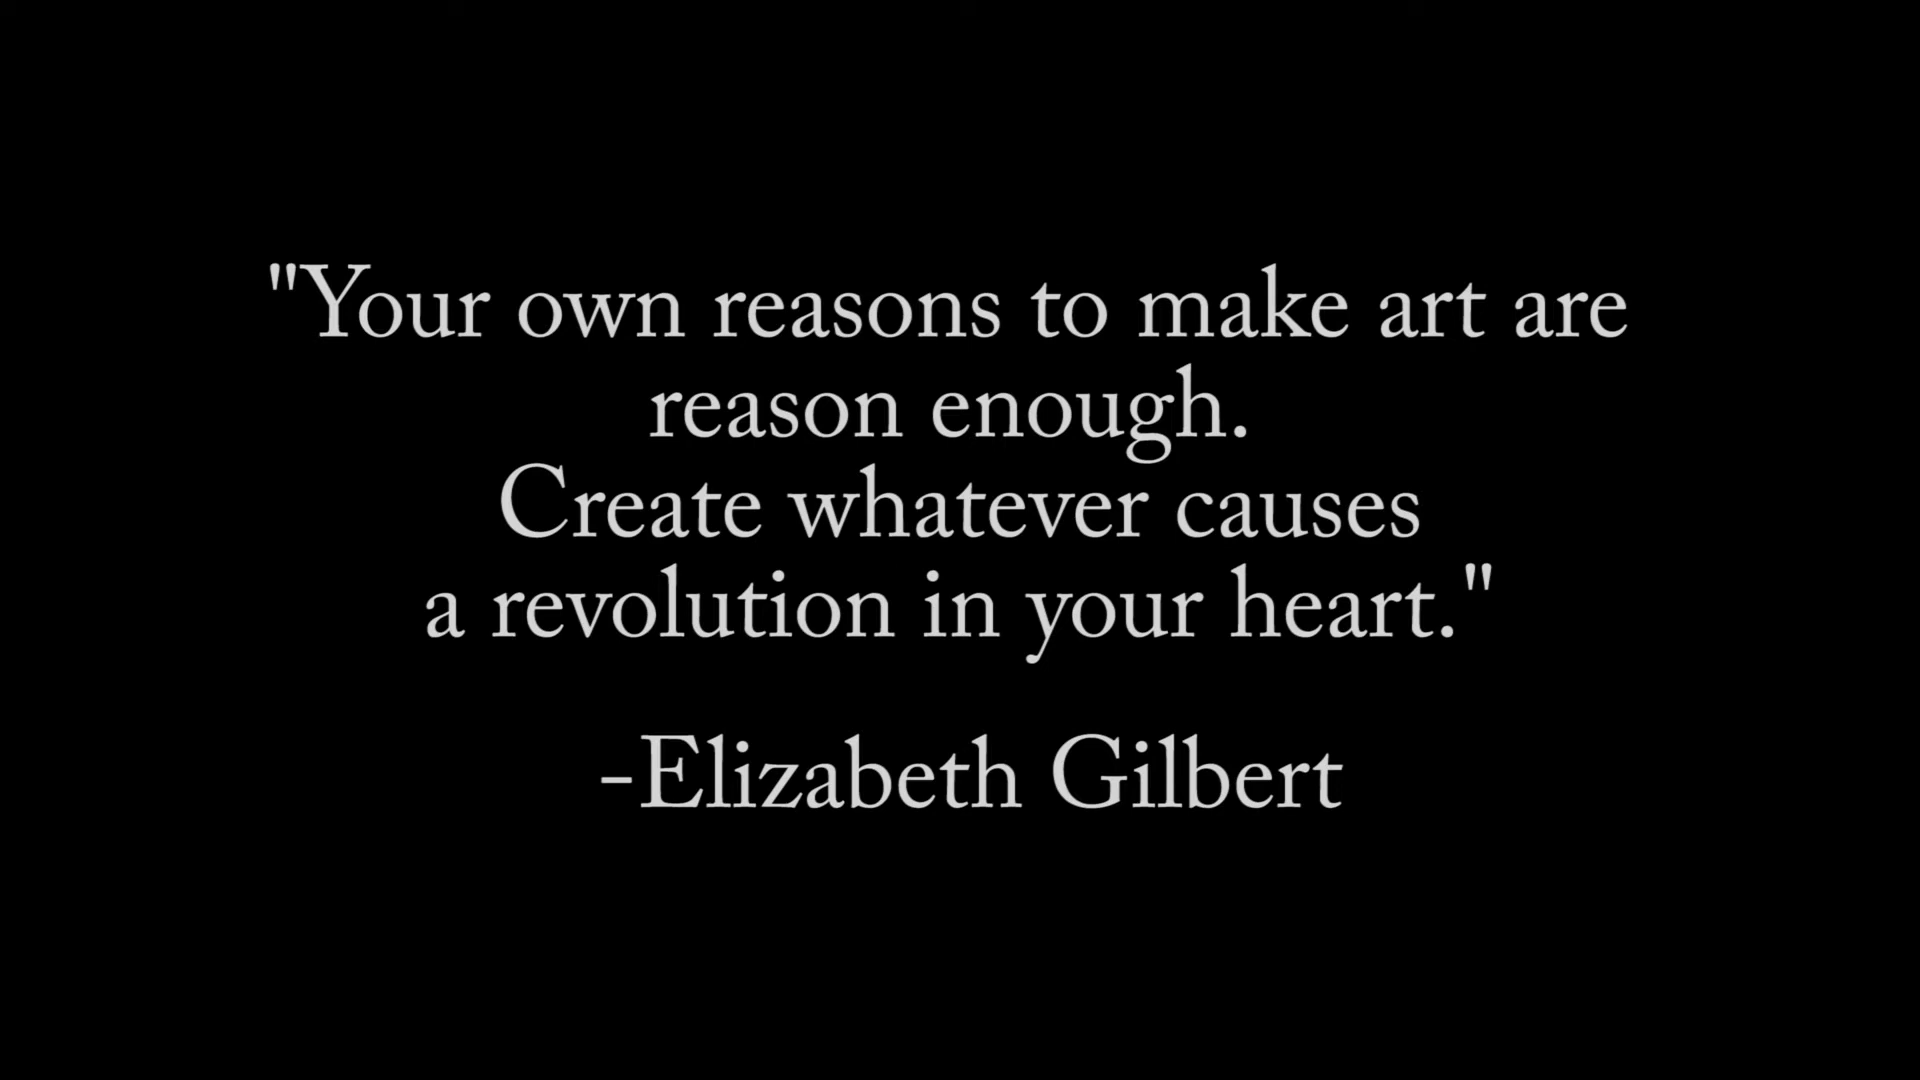 "Your own reasons to make art are
reason enough.
Create whatever causes
a revolution in your heart."
-Elizabeth Gilbert